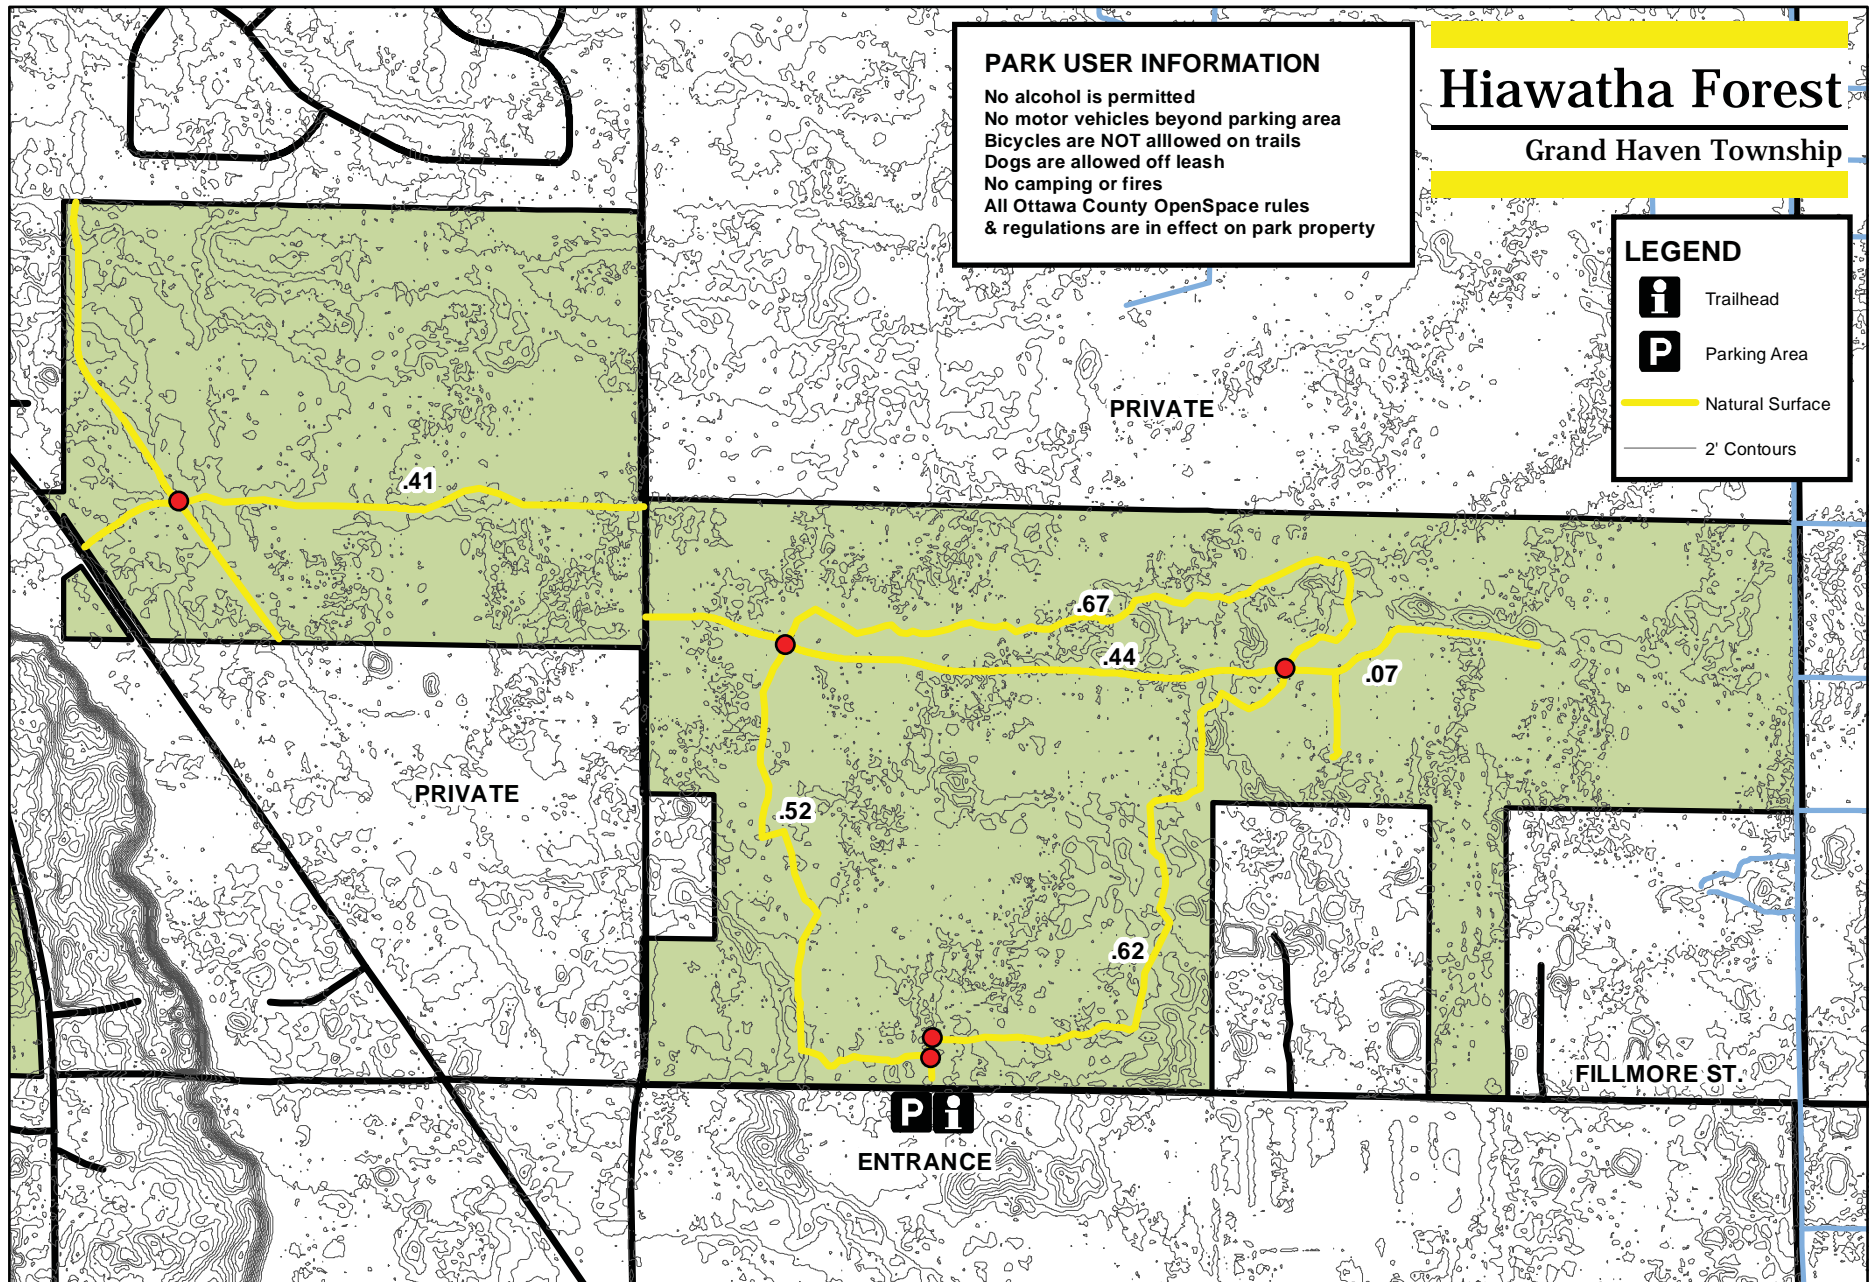 PARK USER INFORMATION
No alcohol is permitted
No motor vehicles beyond parking area
Bicycles are NOT alllowed on trails
Dogs are allowed off leash
No camping or fires
All Ottawa County OpenSpace rules
& regulations are in effect on park property
Hiawatha Forest
Grand Haven Township
LEGEND
i Trailhead
P Parking Area
Natural Surface
2' Contours
PRIVATE
.41
.67
.44
.07
PRIVATE
.52
.62
FILLMORE ST.
P i
ENTRANCE